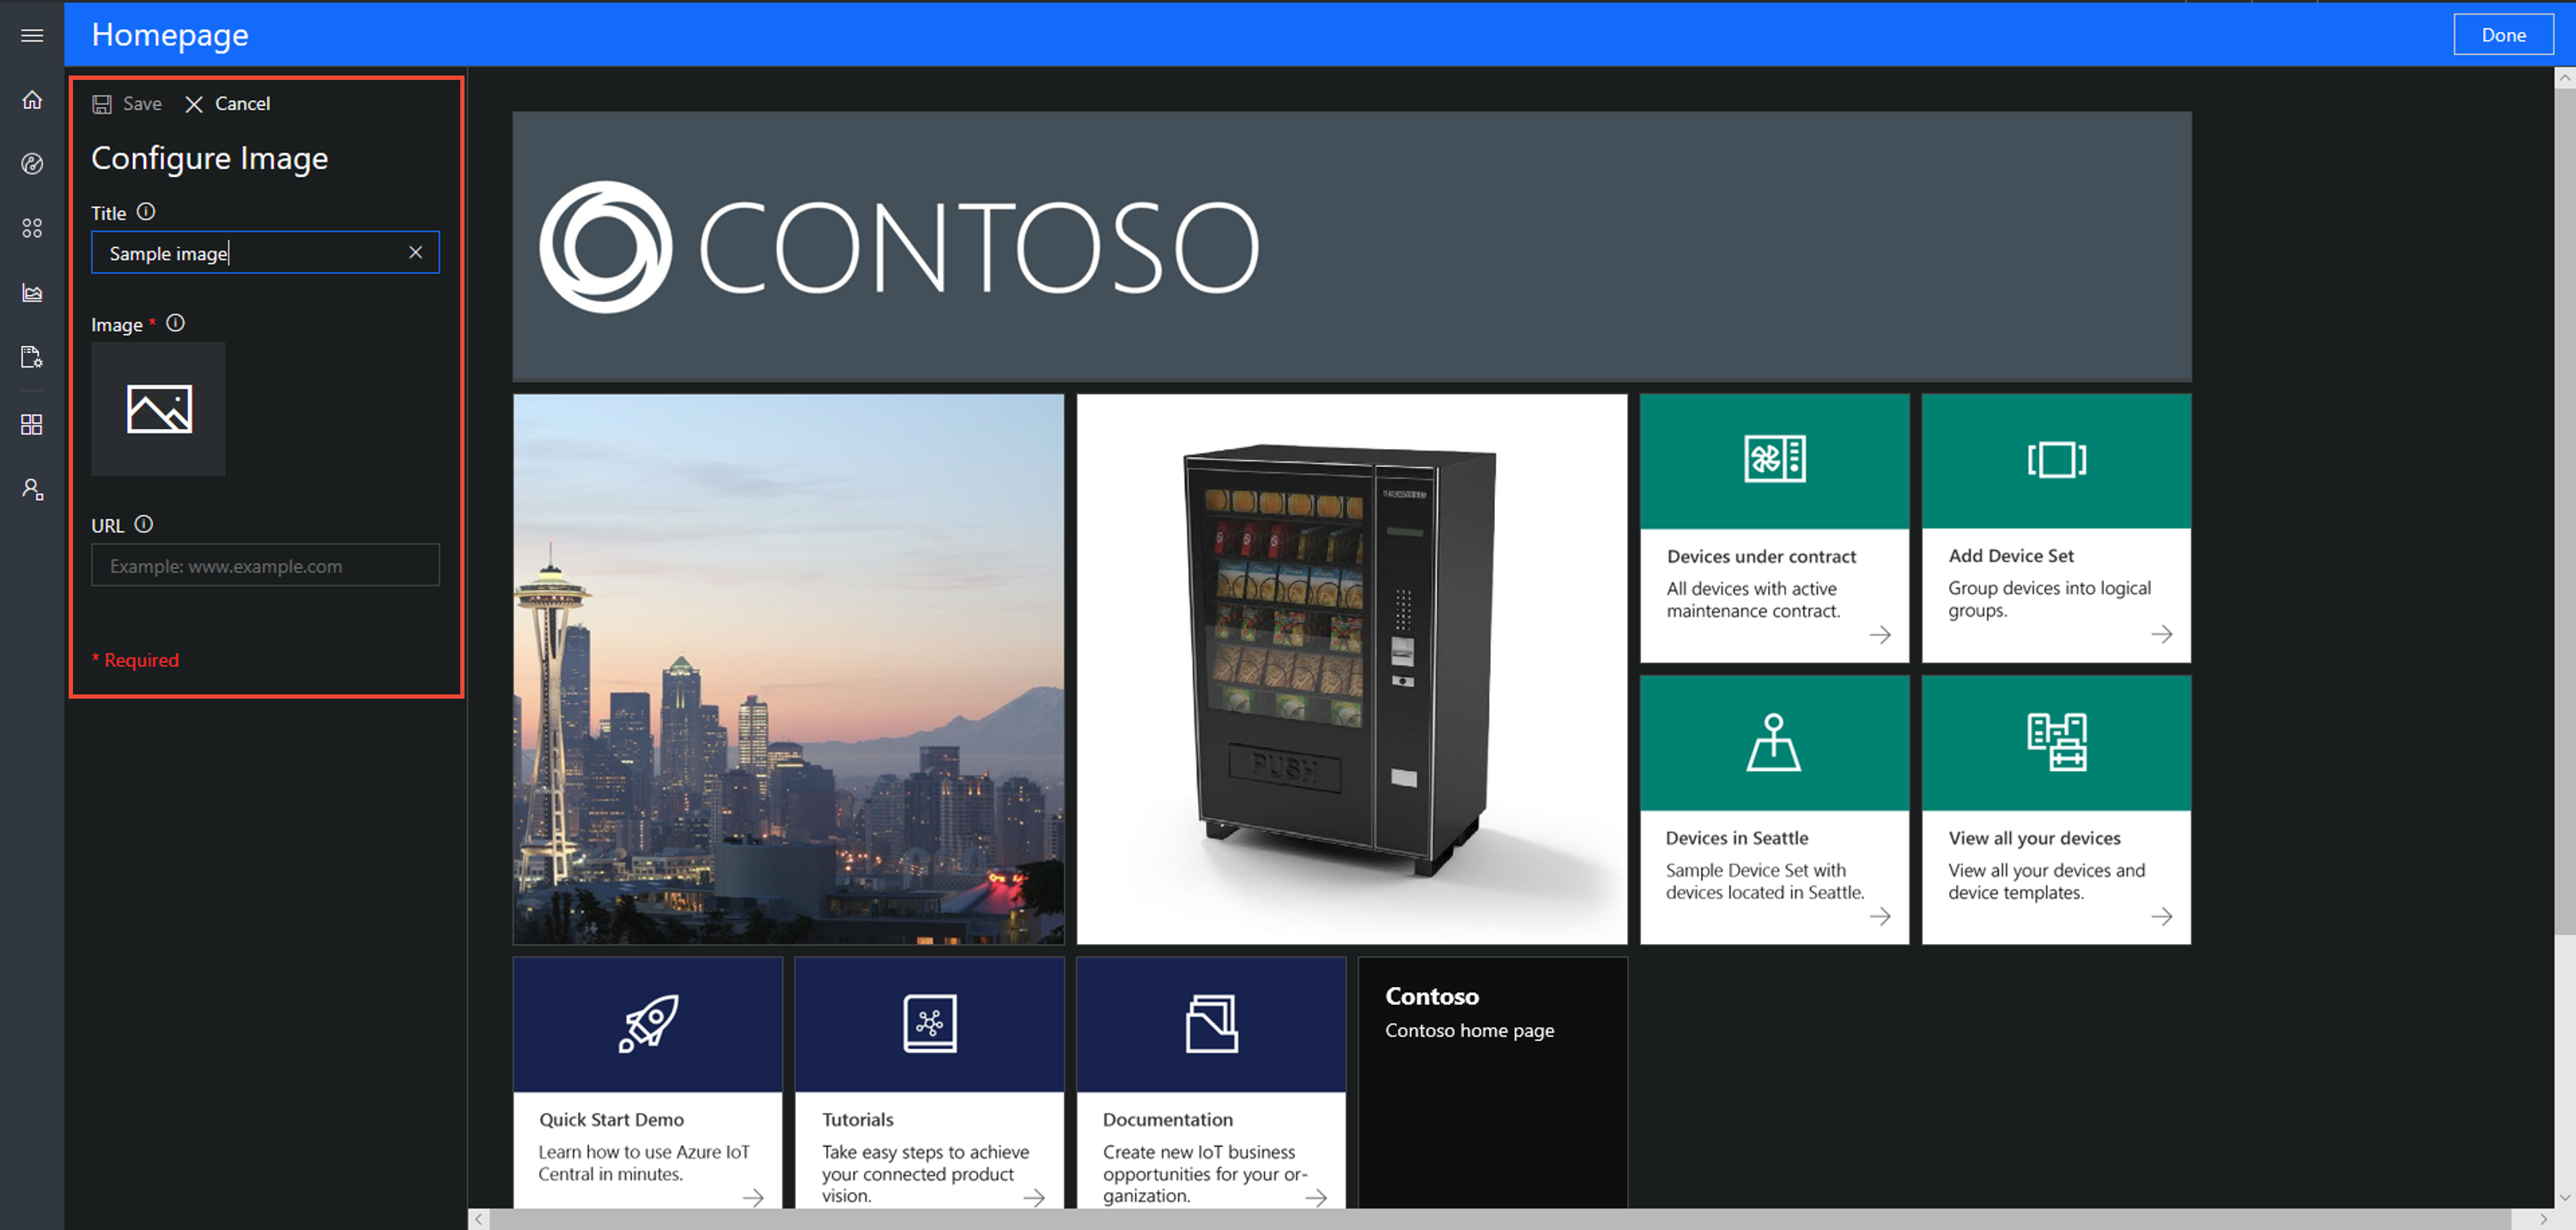 Homepage
Done
Save
Cancel
Configure Image
Title
Sample image
Image *
URL
Example: www.example.com
* Required
CONTOSO
PUSH
Devices under contract
All devices with active
maintenance contract.
Add Device Set
Group devices into logical
groups.
Devices in Seattle
Sample Device Set with
devices located in Seattle.
View all your devices
View all your devices and
device templates.
Quick Start Demo
Learn how to use Azure IoT
Central in minutes.
Tutorials
Take easy steps to achieve
your connected product
vision.
Documentation
Create new IoT business
opportunities for your or-
ganization.
Contoso
Contoso home page